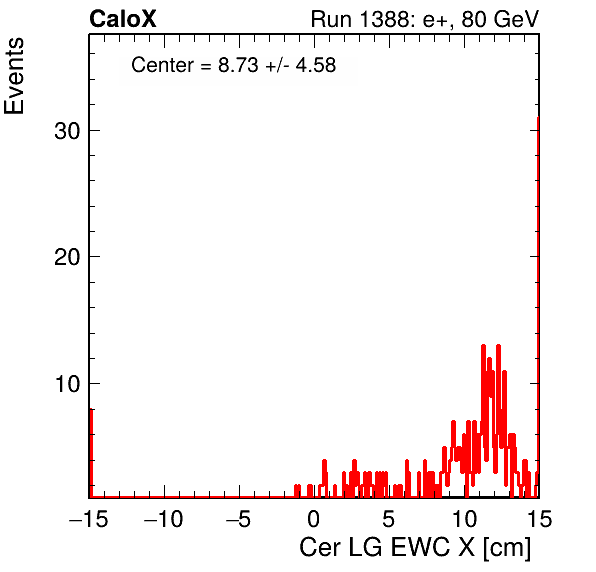 CaloX Run 1388: e+, 80 GeV
Center = 8.73 +/- 4.58
Events
30
20
10
−15 −10 −5 0 5 10 15
Cer LG EWC X [cm]